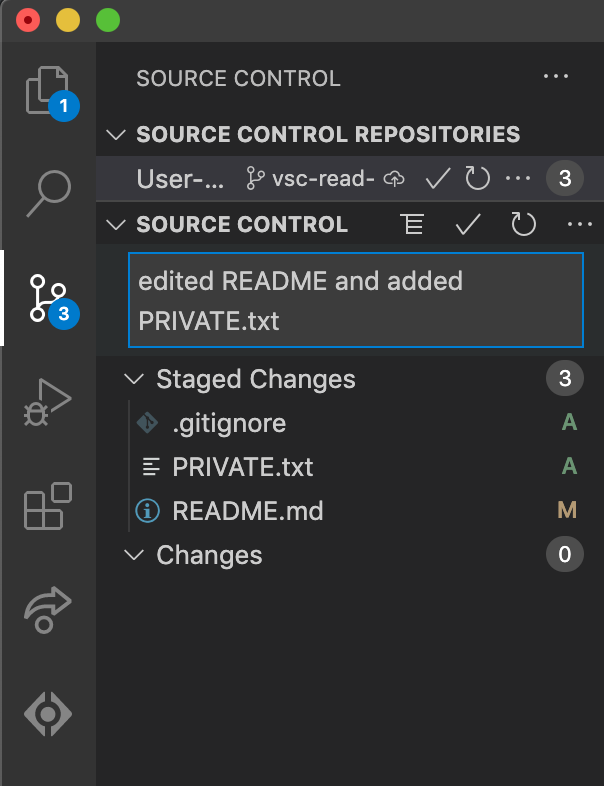 SOURCE CONTROL ...
1
SOURCE CONTROL REPOSITORIES
User-... vsc-read- ... 3
SOURCE CONTROL ...
edited README and added
PRIVATE.txt
3
Staged Changes 3
.gitignore A
PRIVATE.txt A
README.md M
Changes 0